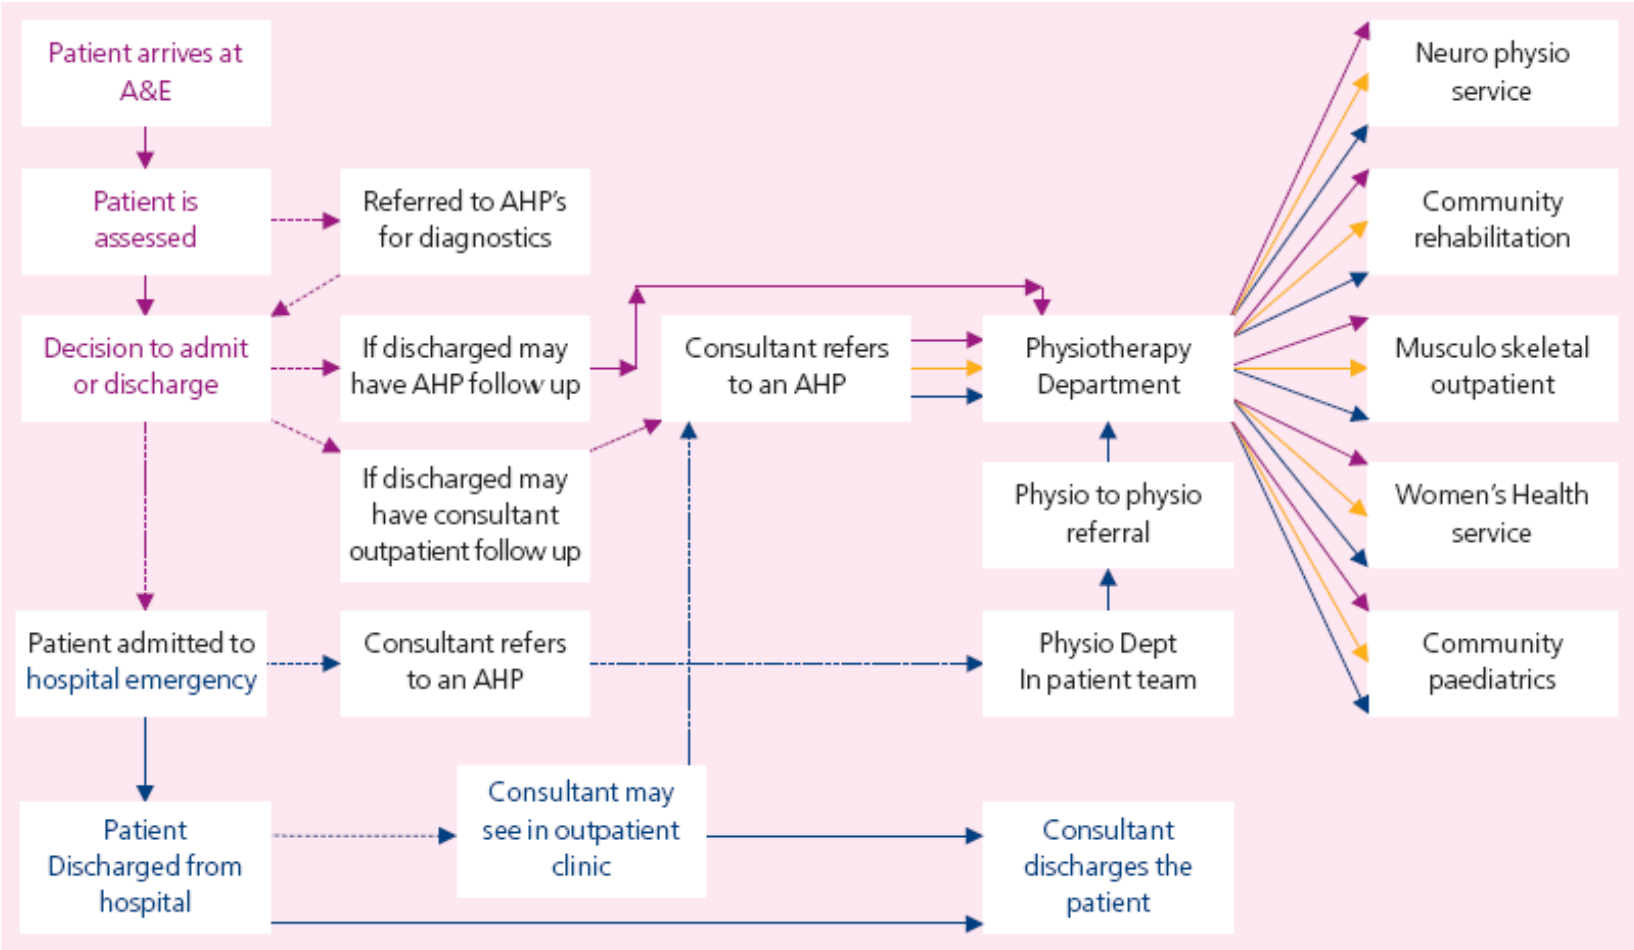 Patient arrives at
A&E
Neuro physio
service
Patient is
assessed
Referred to AHP's
for diagnostics
Community
rehabilitation
Decision to admit
or discharge
If discharged may
have AHP follow up
Consultant refers
to an AHP
Physiotherapy
Department
Musculo skeletal
outpatient
If discharged may
have consultant
outpatient follow up
Physio to physio
referral
Women's Health
service
Patient admitted to
hospital emergency
Consultant refers
to an AHP
Physio Dept
In patient team
Community
paediatrics
Patient
Discharged from
hospital
Consultant may
see in outpatient
clinic
Consultant
discharges the
patient